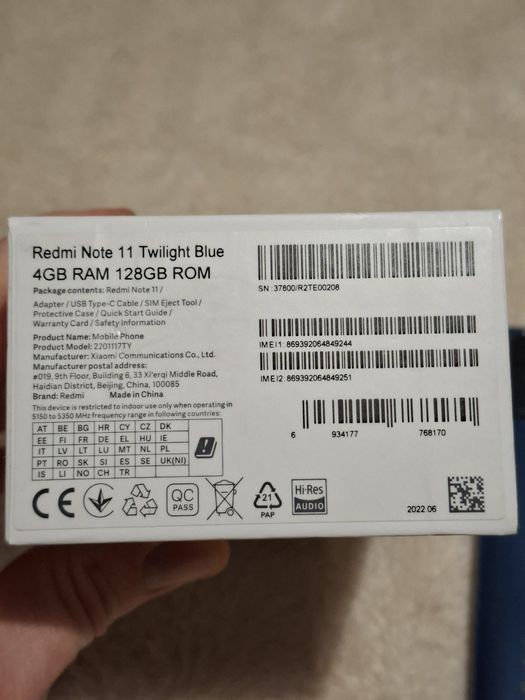 Redmi Note 11 Twilight Blue
4GB RAM 128GB ROM
Package contents: Redmi Note 11 /
Adapter / USB Type-C Cable / SIM Eject Tool /
Protective Case / Quick Start Guide /
Warranty Card / Safety Information
Product Name: Mobile Phone
Product Model: 2201117TY
Manufacturer: Xiaomi Communications Co., Ltd.
Manufacturer postal address:
#019, 9th Floor, Building 6, 33 Xi'erqi Middle Road,
Haidian District, Beijing, China, 100085
Brand: Redmi Made in China
This device is restricted to indoor use only when operating in
5150 to 5350 MHz frequency range in following countries:
AT BE BG HR CY CZ DK
EE FI FR DE EL HU IE
IT LV LT LU MT NL PL
PT RO SK SI ES SE UK(NI)
IS LI NO CH TR
CE
QC
PASS
21
PAP
Hi-Res
AUDIO
SN :37800/R2TE00208
IMEI1: 869392064849244
IMEI2: 869392064849251
6 934177 768170
2022.06